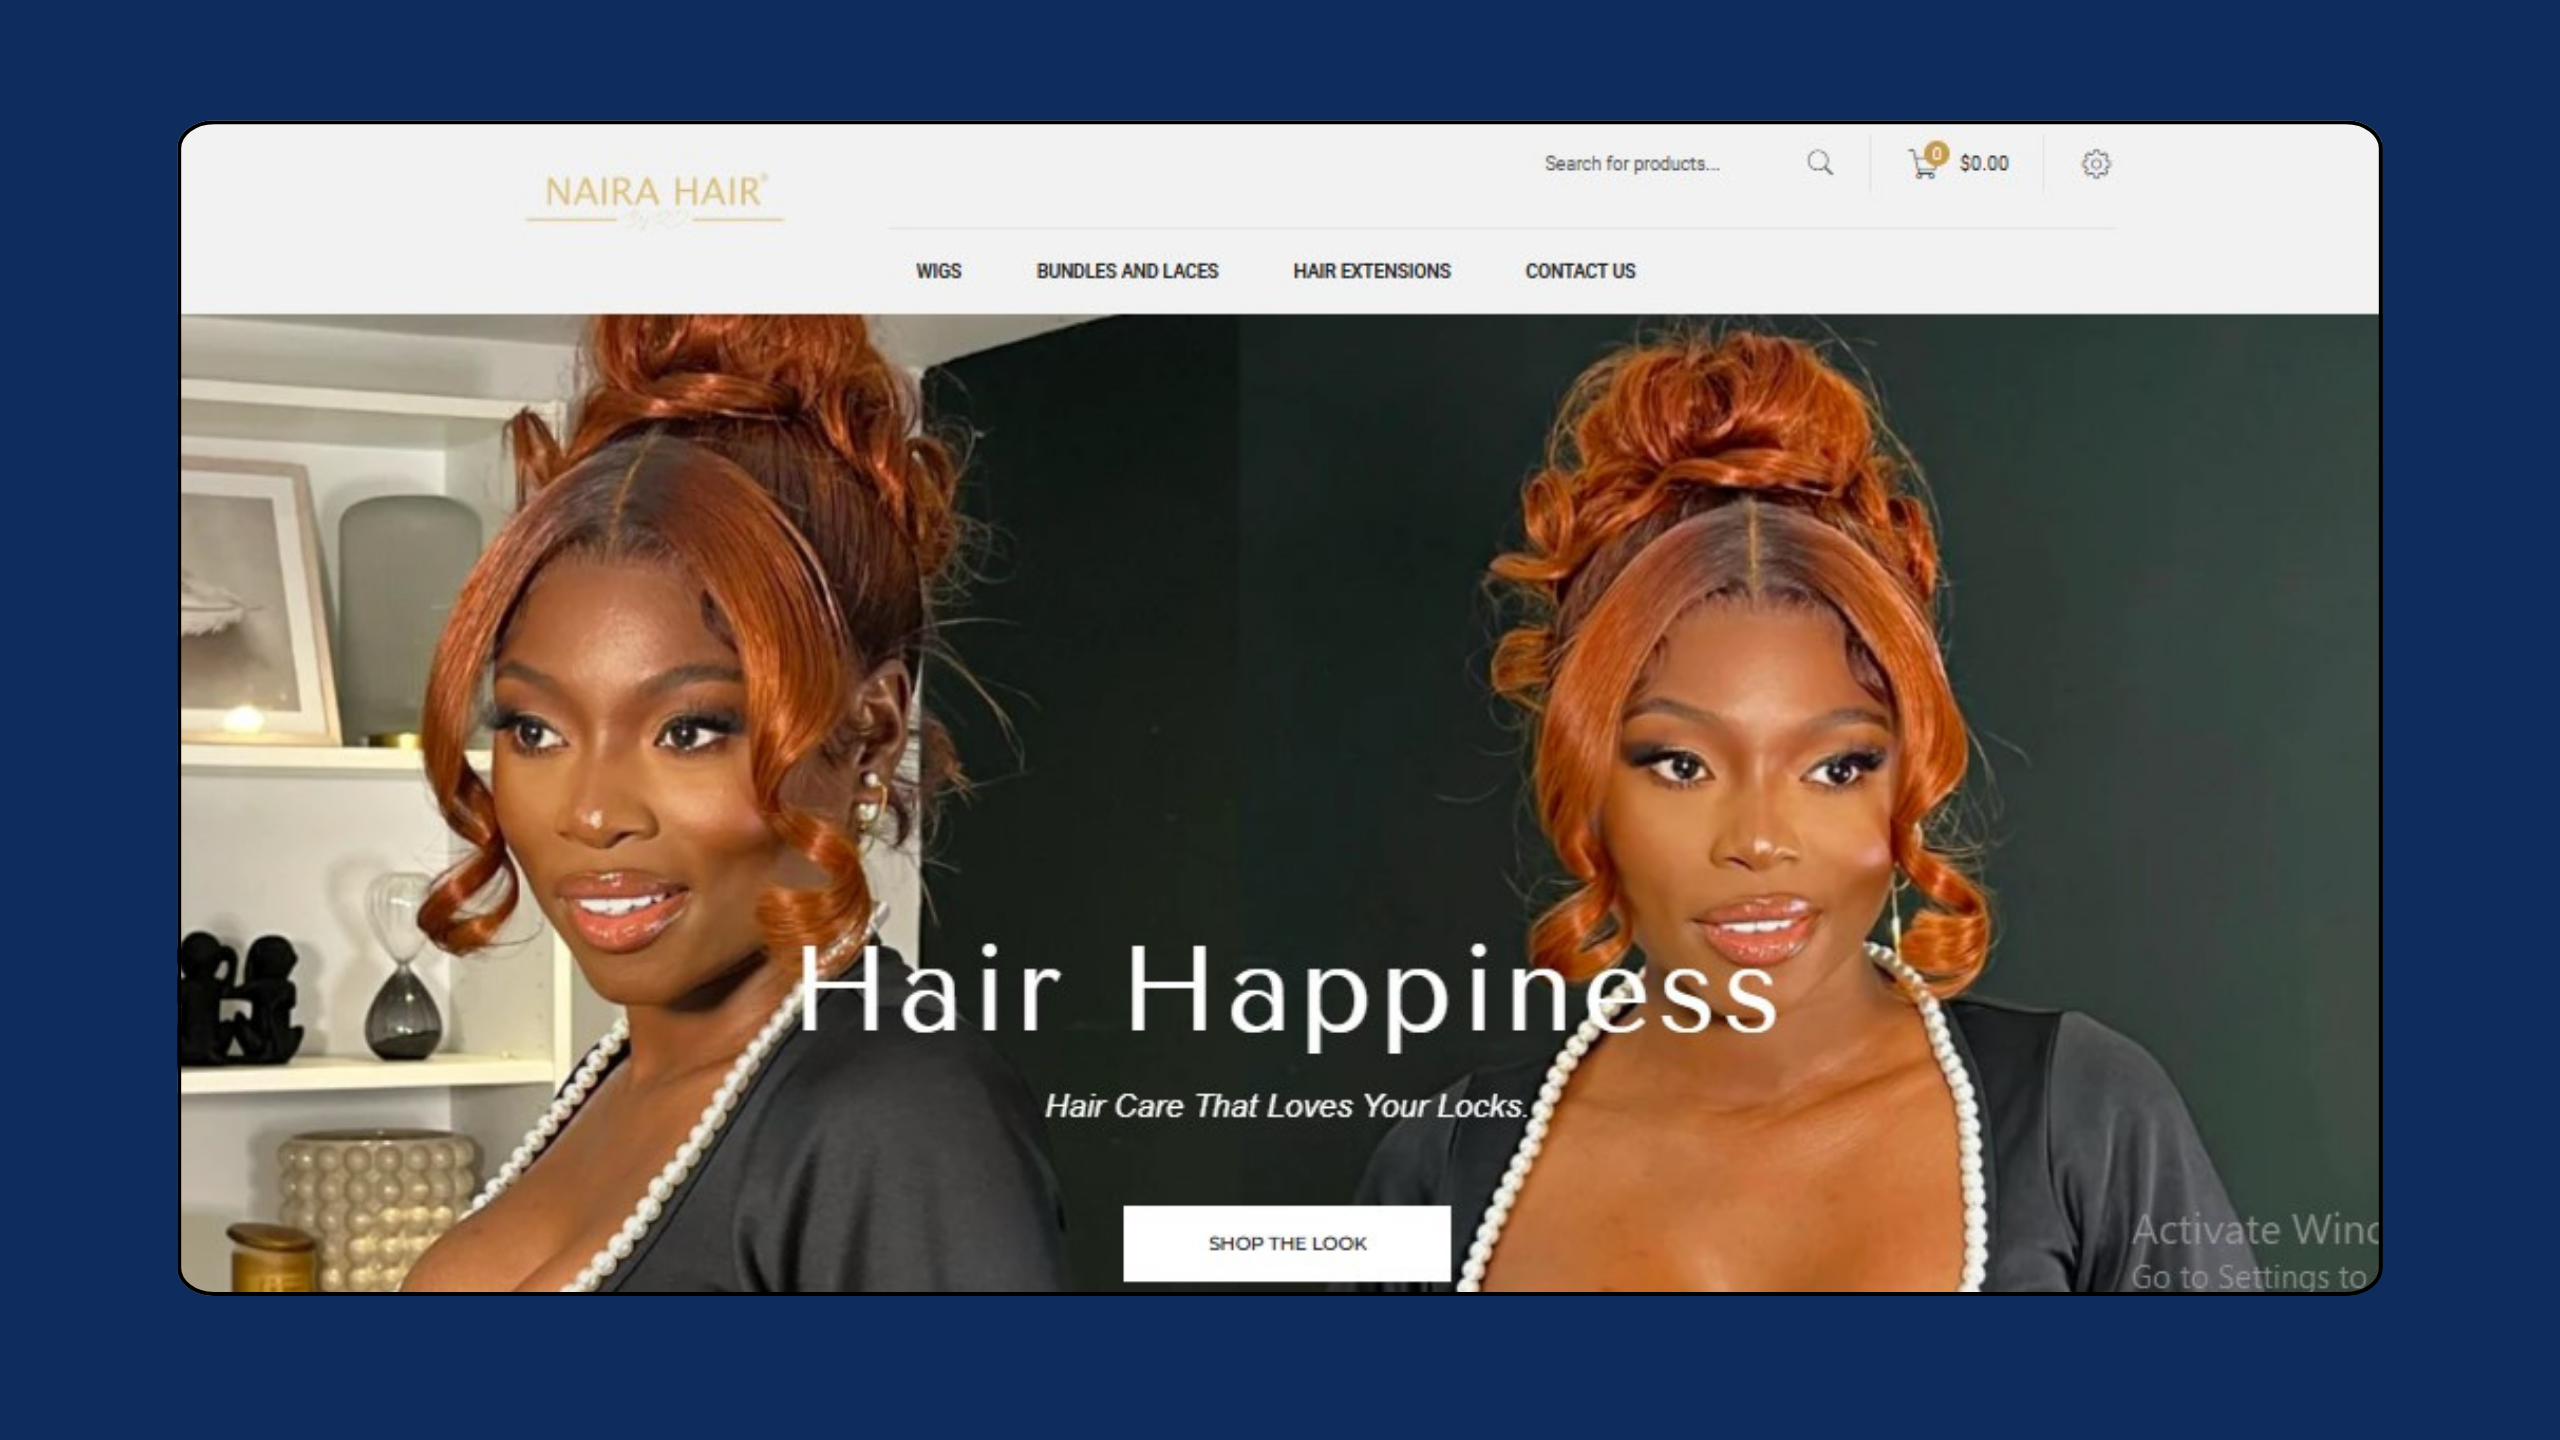 Search for products...
0
$0.00
NAIRA HAIR®
WIGS
BUNDLES AND LACES
HAIR EXTENSIONS
CONTACT US
Hair Happiness
Hair Care That Loves Your Locks.
SHOP THE LOOK
Activate Winc
Go to Settings to